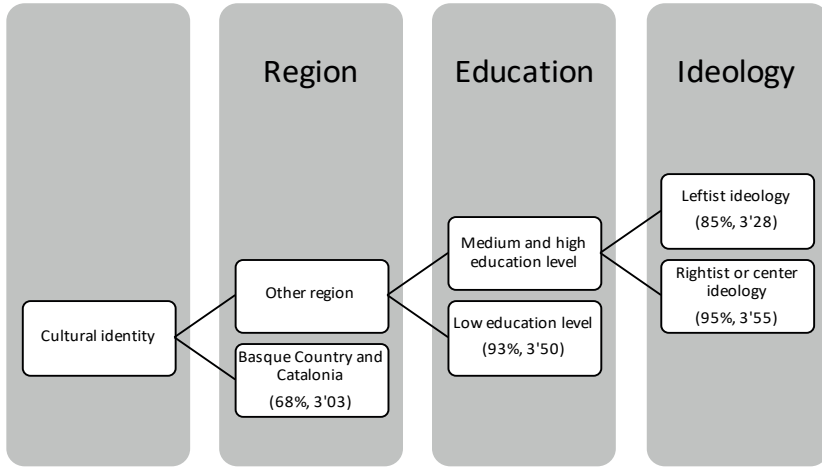 Region
Education
Ideology
Cultural identity
Other region
Basque Country and
Catalonia
(68%, 3'03)
Medium and high
education level
Low education level
(93%, 3'50)
Leftist ideology
(85%, 3'28)
Rightist or center
ideology
(95%, 3'55)